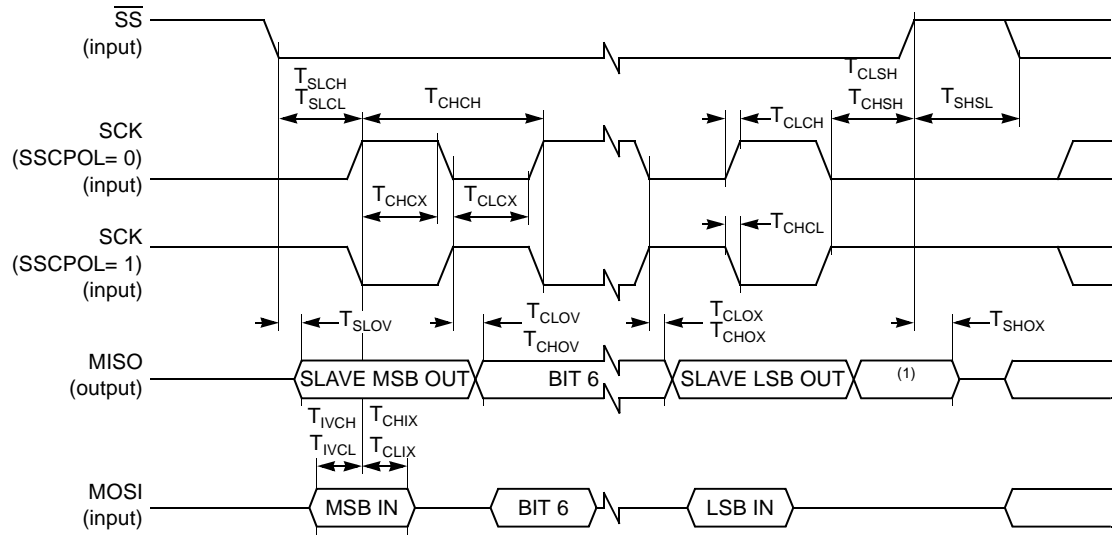 SS
(input)
T_SLCH
T_SLCL
T_CHCH
T_CLCH
T_CLSH
T_CHSH
T_SHSL
SCK
(SSCPOL= 0)
(input)
T_CHCX
T_CLCX
T_CHCL
SCK
(SSCPOL= 1)
(input)
T_SLOV
T_CLOV
T_CHOV
T_CLOX
T_CHOX
T_SHOX
MISO
(output)
SLAVE MSB OUT
BIT 6
SLAVE LSB OUT
(1)
T_IVCH
T_IVCL
T_CHIX
T_CLIX
MOSI
(input)
MSB IN
BIT 6
LSB IN